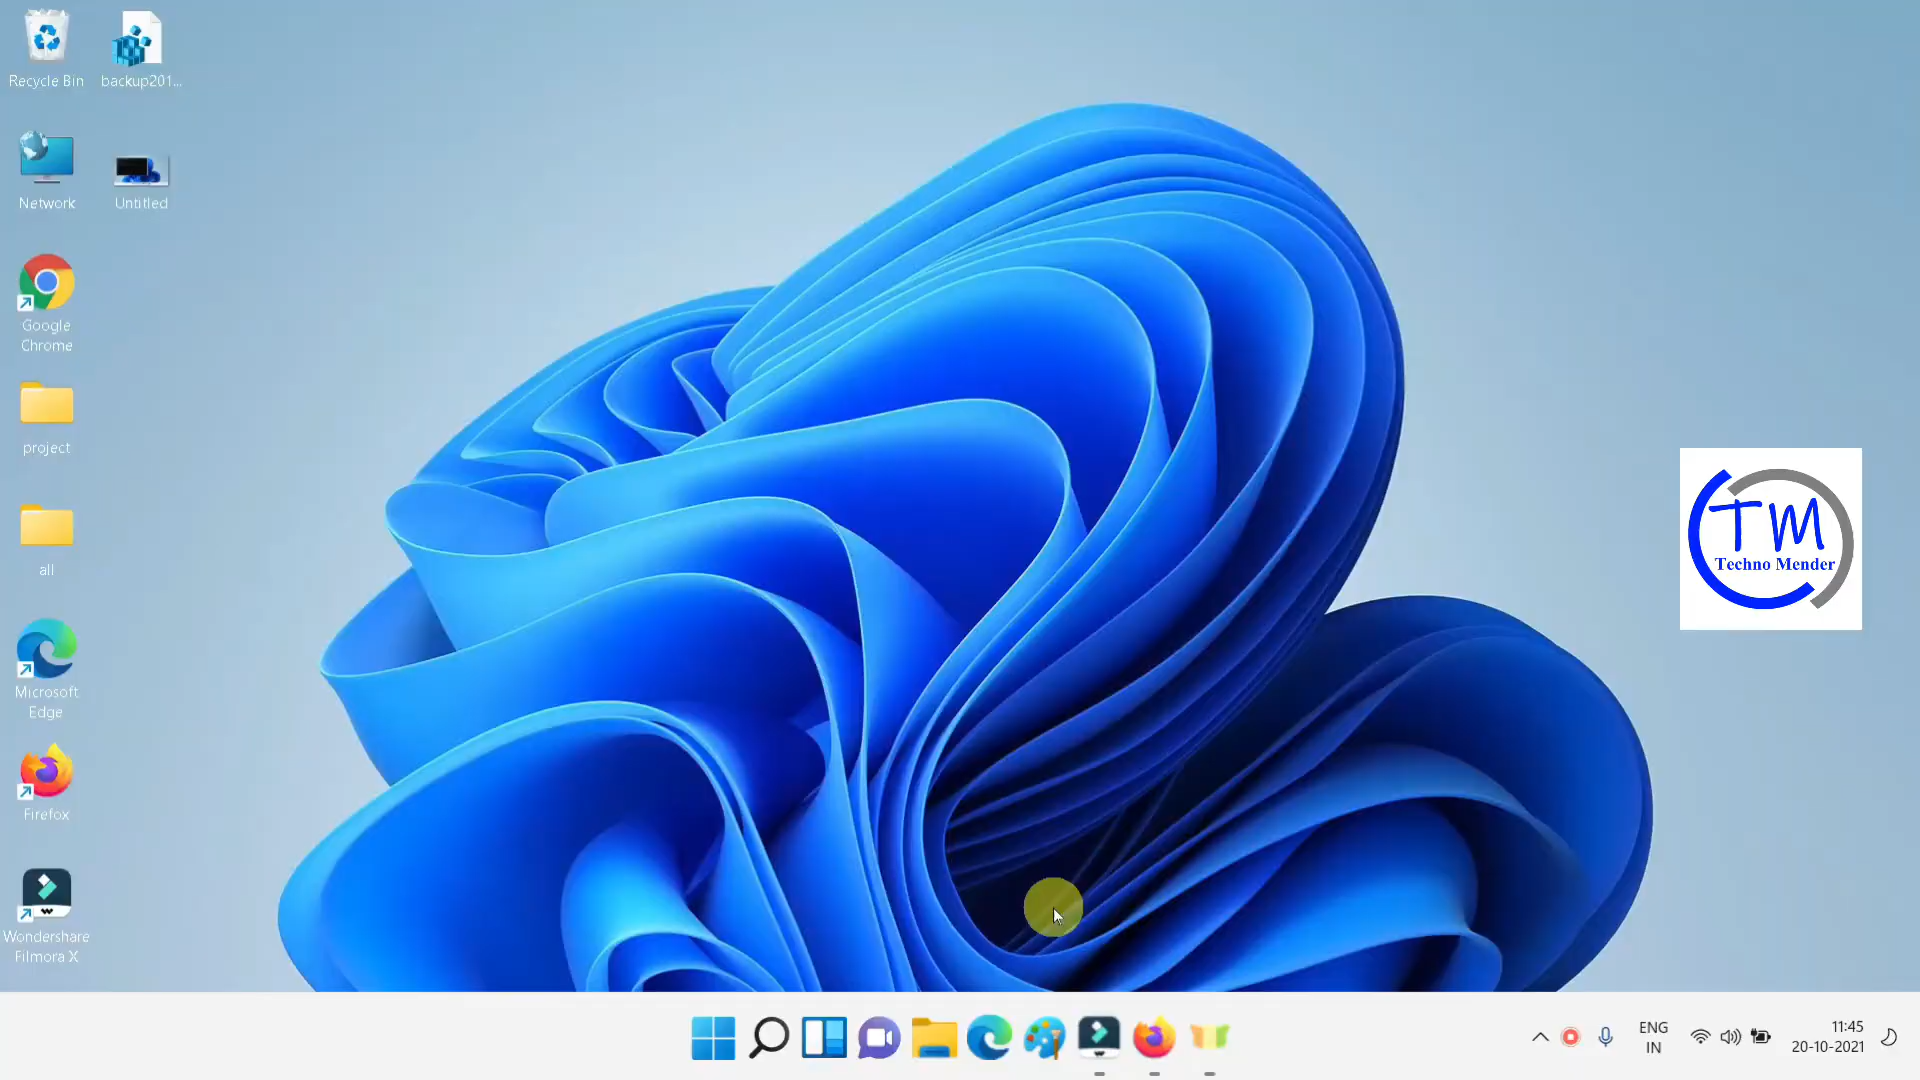 Recycle Bin
backup201...
Network
Untitled
Google
Chrome
project
all
Microsoft
Edge
Firefox
Wondershare
Filmora X
TM
Techno Mender
ENG
IN
11:45
20-10-2021